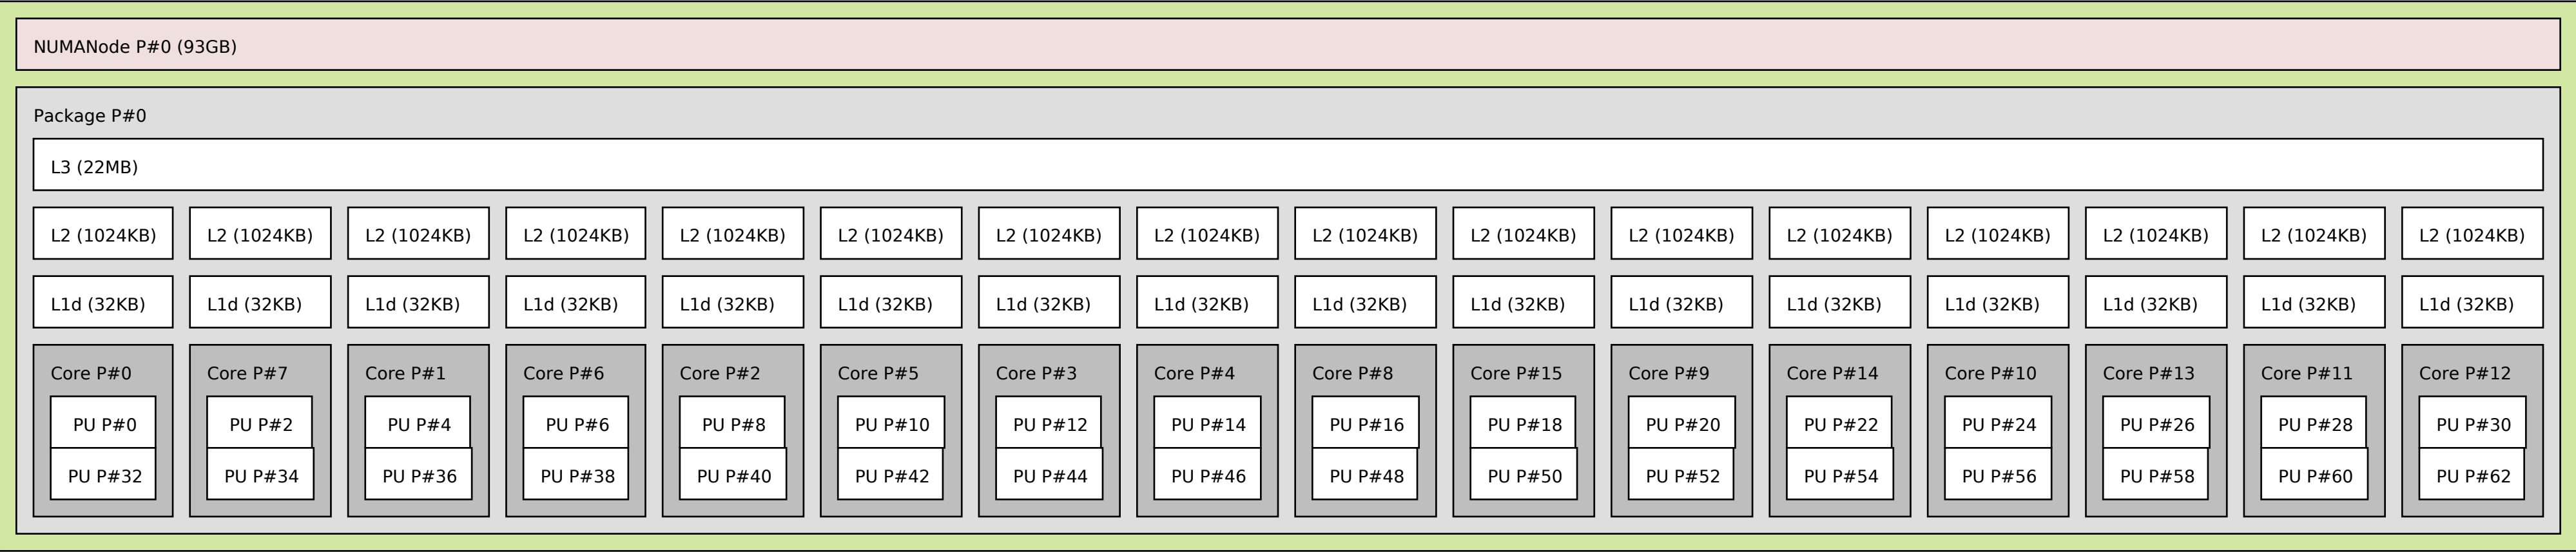 NUMANode P#0 (93GB)
Package P#0
L3 (22MB)
L2 (1024KB) L2 (1024KB) L2 (1024KB) L2 (1024KB) L2 (1024KB) L2 (1024KB) L2 (1024KB) L2 (1024KB) L2 (1024KB) L2 (1024KB) L2 (1024KB) L2 (1024KB) L2 (1024KB) L2 (1024KB) L2 (1024KB) L2 (1024KB)
L1d (32KB) L1d (32KB) L1d (32KB) L1d (32KB) L1d (32KB) L1d (32KB) L1d (32KB) L1d (32KB) L1d (32KB) L1d (32KB) L1d (32KB) L1d (32KB) L1d (32KB) L1d (32KB) L1d (32KB) L1d (32KB)
Core P#0 Core P#7 Core P#1 Core P#6 Core P#2 Core P#5 Core P#3 Core P#4 Core P#8 Core P#15 Core P#9 Core P#14 Core P#10 Core P#13 Core P#11 Core P#12
PU P#0 PU P#2 PU P#4 PU P#6 PU P#8 PU P#10 PU P#12 PU P#14 PU P#16 PU P#18 PU P#20 PU P#22 PU P#24 PU P#26 PU P#28 PU P#30
PU P#32 PU P#34 PU P#36 PU P#38 PU P#40 PU P#42 PU P#44 PU P#46 PU P#48 PU P#50 PU P#52 PU P#54 PU P#56 PU P#58 PU P#60 PU P#62